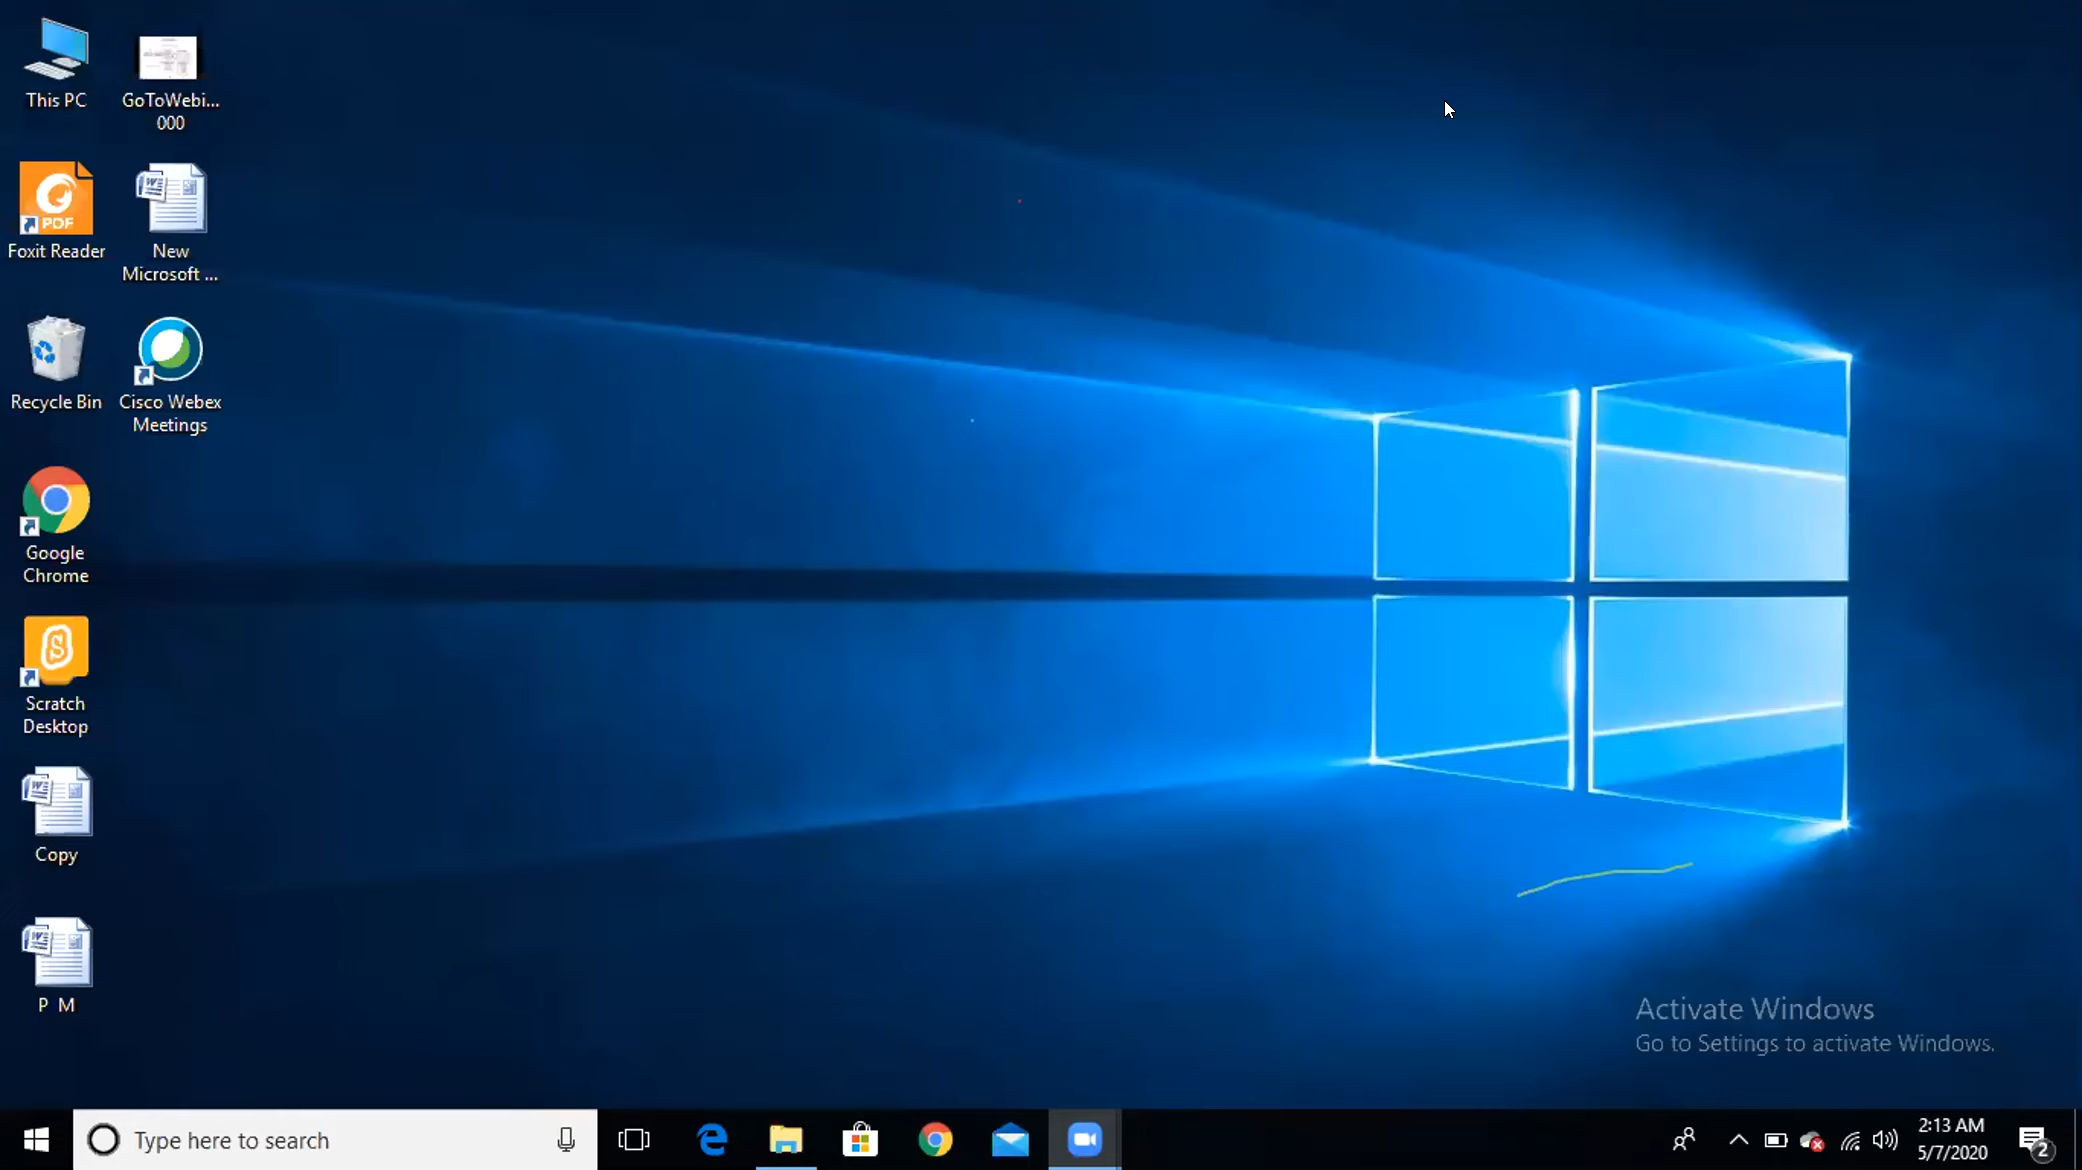 This PC
GoToWebi...
000
PDF
Foxit Reader
New
Microsoft ...
Recycle Bin
Cisco Webex
Meetings
Google
Chrome
S
Scratch
Desktop
W
Copy
W
P M
Activate Windows
Go to Settings to activate Windows.
Type here to search
2:13 AM
5/7/2020
2